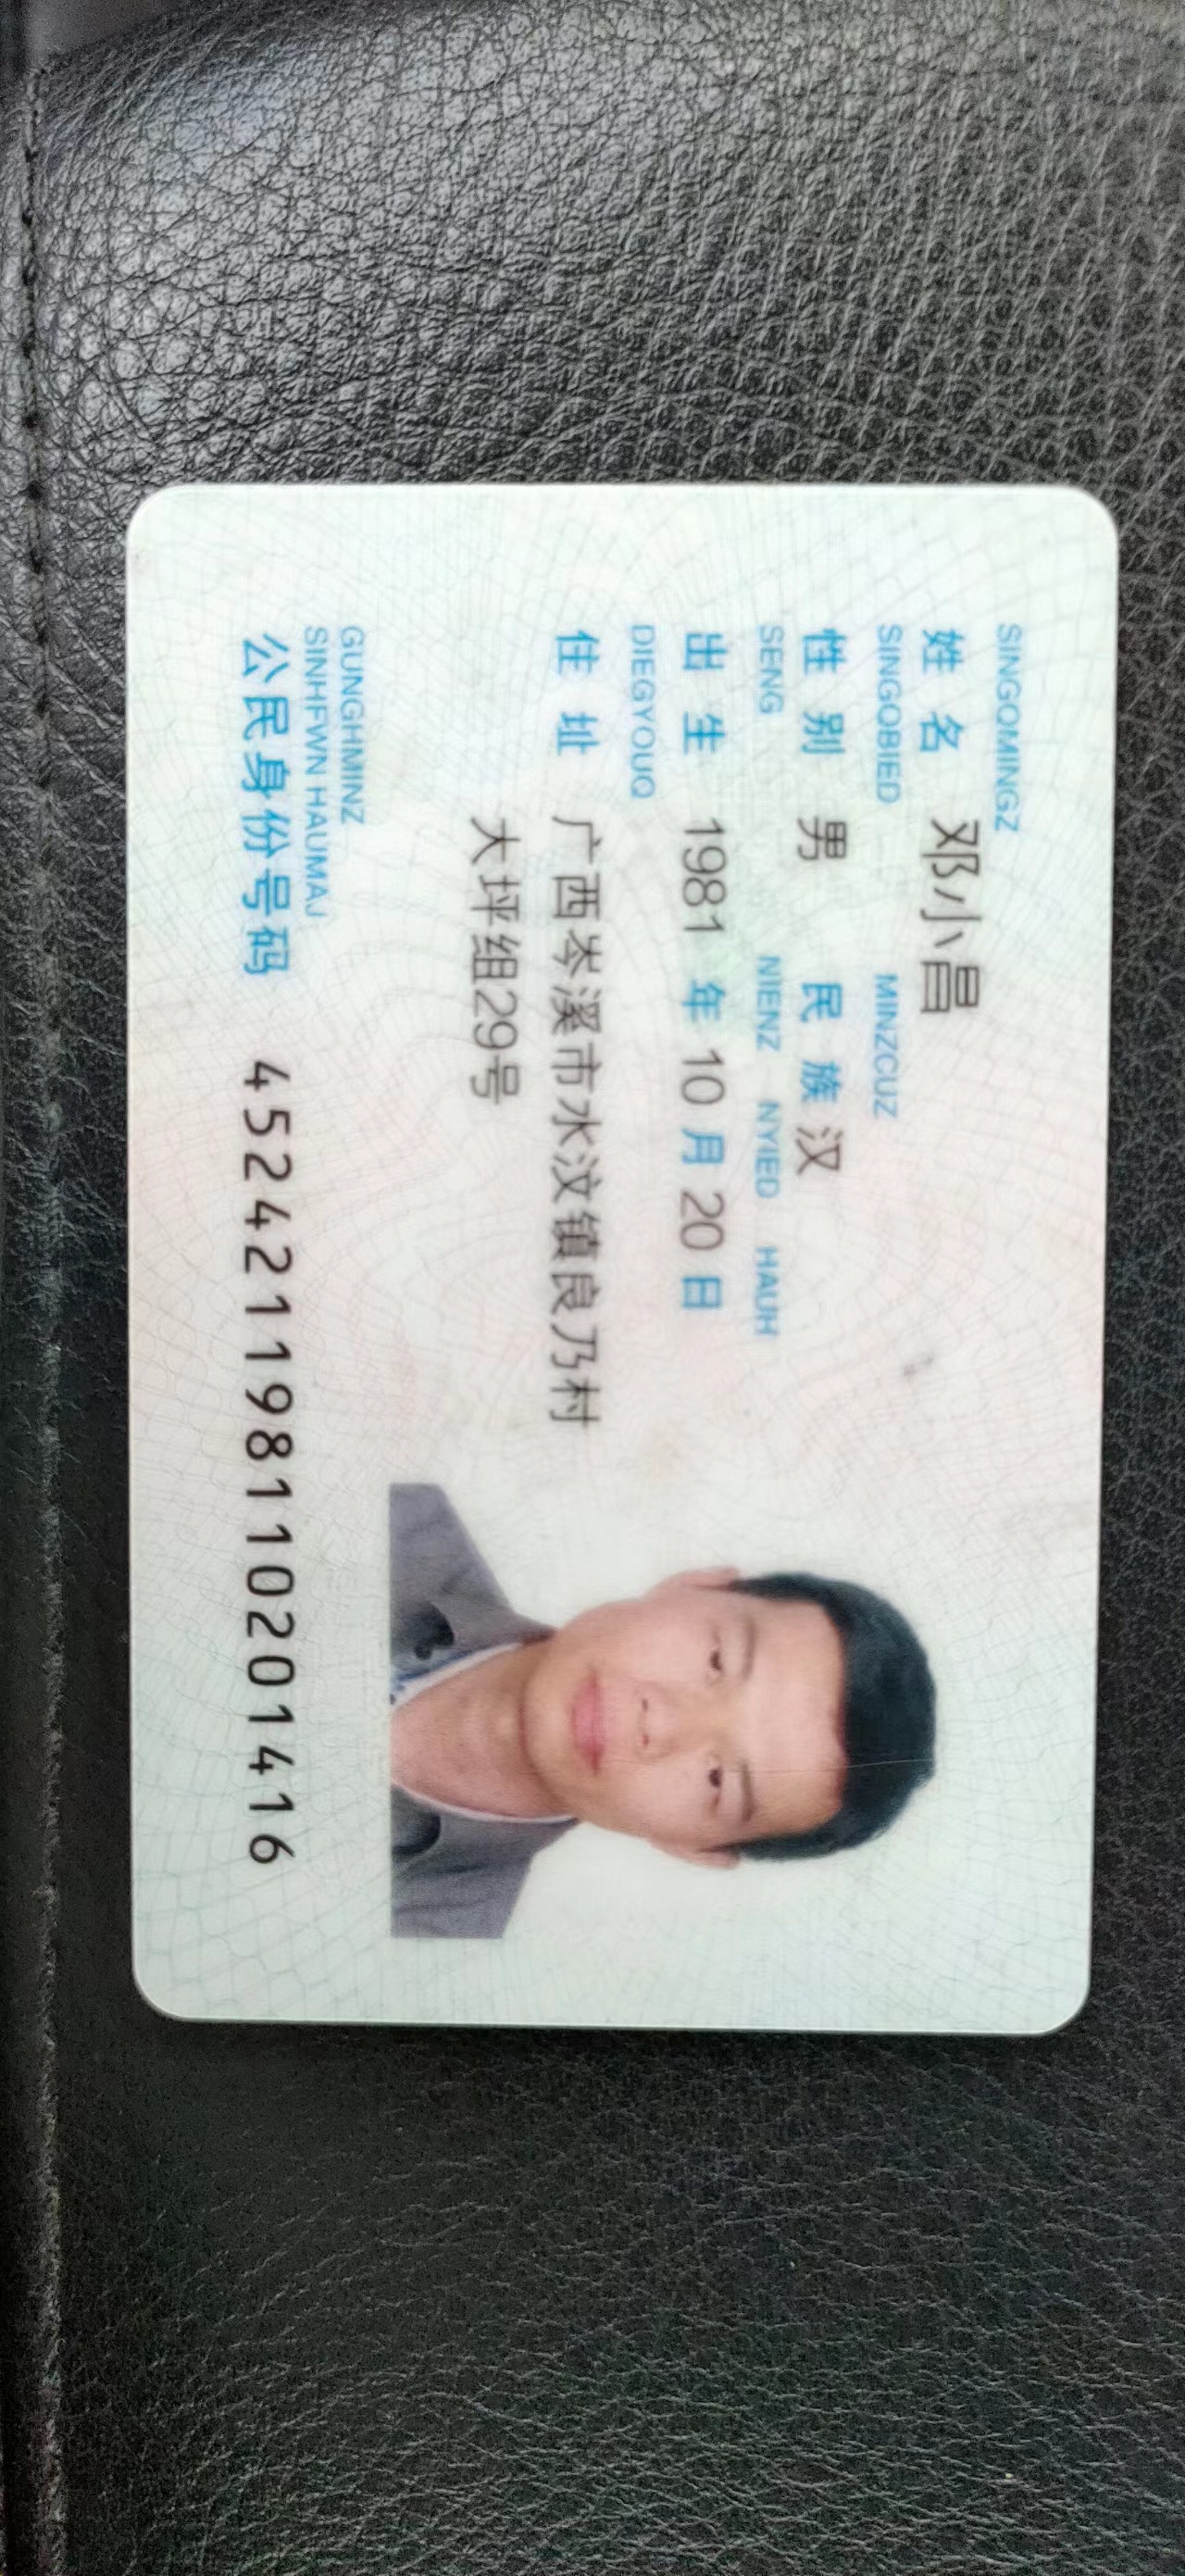 SINGQMINGZ
姓名 邓小昌
SINGQBIED MINZCUZ
性别 男 民族 汉
SENG NIENZ NYIED HAUH
出生 1981 年 10 月 20 日
DIEGYOUQ
住址 广西岑溪市水汶镇良乃村
大坪组29号
GUNGHMINZ
SINHFWN HAUMAJ
公民身份号码 452421198110201416